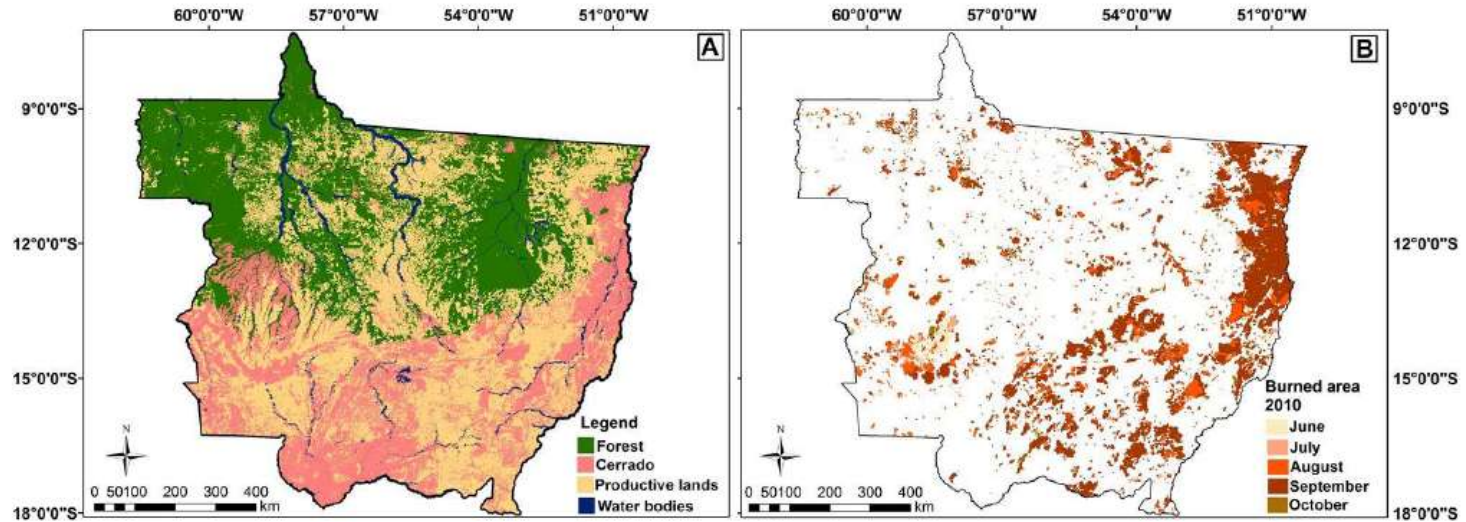 60°0'0"W 57°0'0"W 54°0'0"W 51°0'0"W
60°0'0"W 57°0'0"W 54°0'0"W 51°0'0"W
A
B
9°0'0"S
12°0'0"S
15°0'0"S
18°0'0"S
N
0 50100 200 300 400
km
Legend
Forest
Cerrado
Productive lands
Water bodies
N
0 50100 200 300 400
km
Burned area
2010
June
July
August
September
October
9°0'0"S
12°0'0"S
15°0'0"S
18°0'0"S